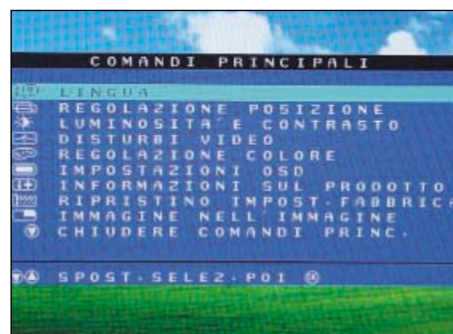 COMANDI PRINCIPALI
LINGUA
REGOLAZIONE POSIZIONE
LUMINOSITA' E CONTRASTO
DISTURBI VIDEO
REGOLAZIONE COLORE
IMPOSTAZIONI OSD
INFORMAZIONI SUL PRODOTTO
RIPRISTINO IMPOST.FABBRICA
IMMAGINE NELL'IMMAGINE
CHIUDERE COMANDI PRINC.
SPOST.SELEZ.POI OK